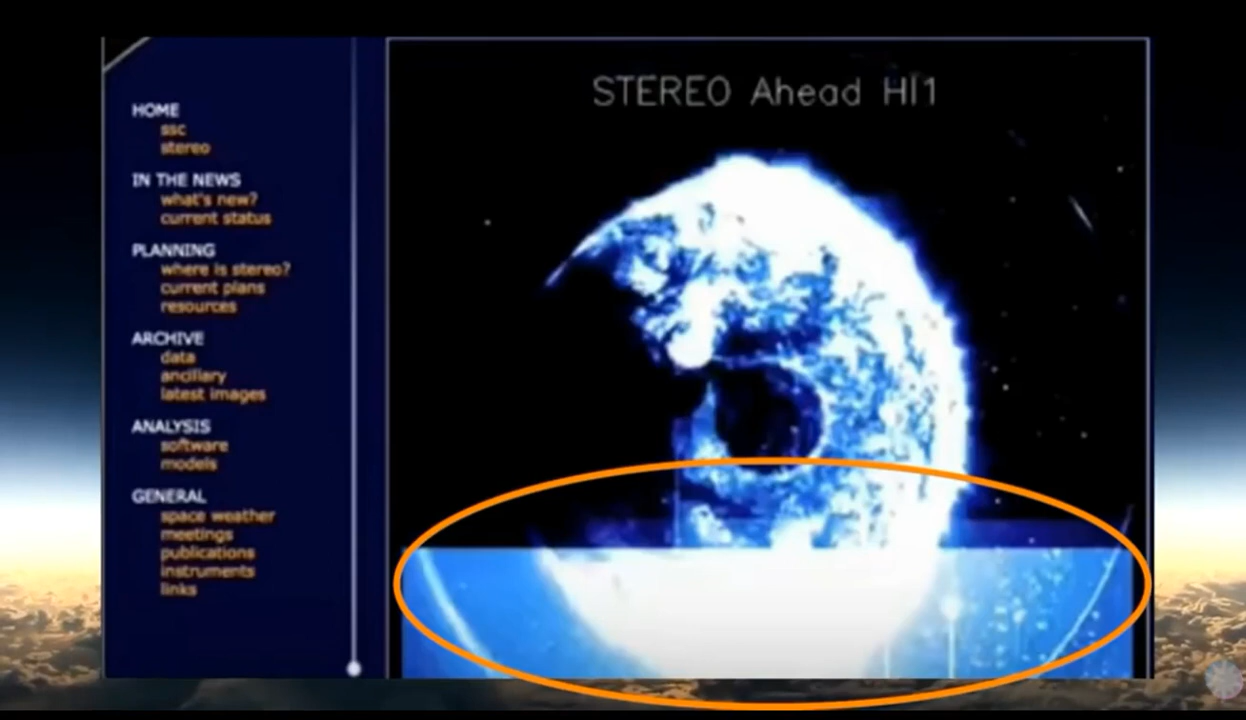 HOME
ssc
stereo
IN THE NEWS
what's new?
current status
PLANNING
where is stereo?
current plans
resources
ARCHIVE
data
ancillary
latest images
ANALYSIS
software
models
GENERAL
space weather
meetings
publications
instruments
links
STEREO Ahead HI1